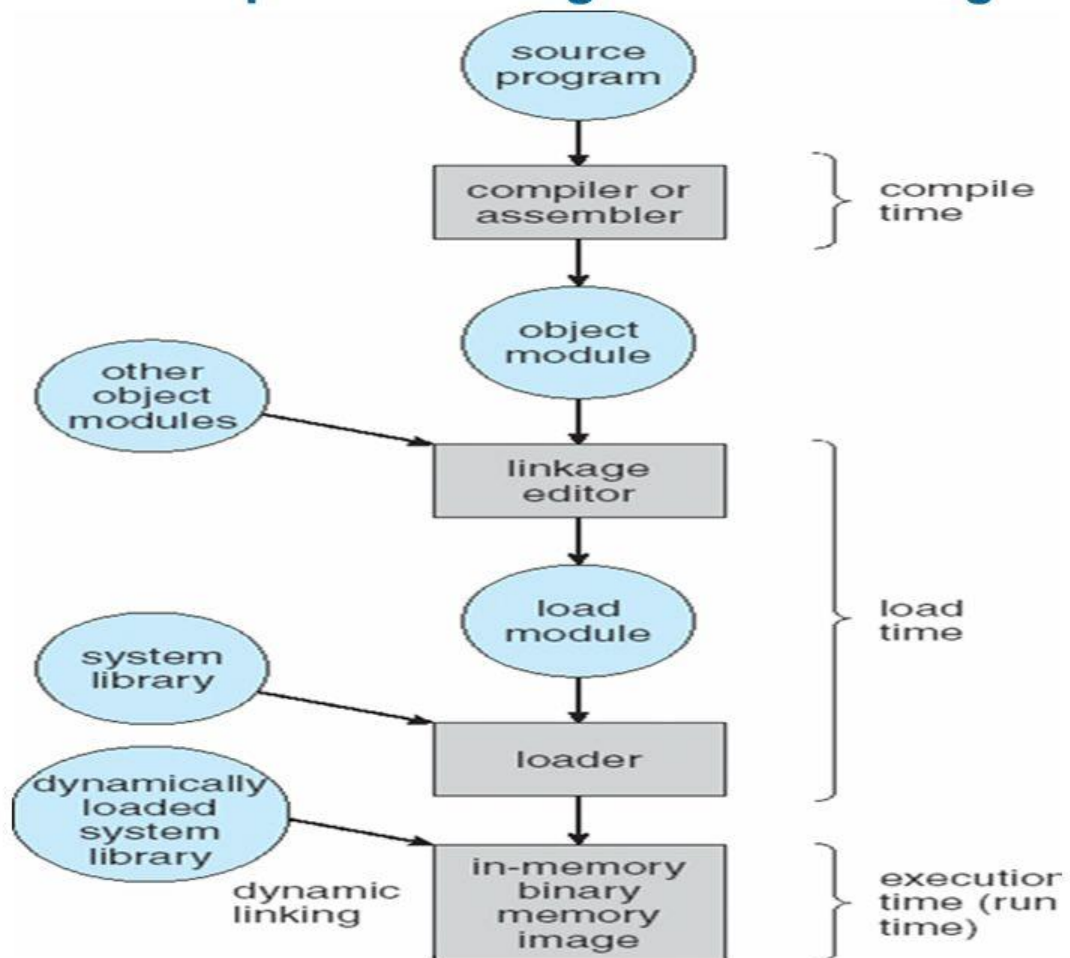 source
program
compiler or
assembler
compile
time
object
module
other
object
modules
linkage
editor
load
module
load
time
system
library
loader
dynamically
loaded
system
library
dynamic
linking
in-memory
binary
memory
image
execution
time (run
time)